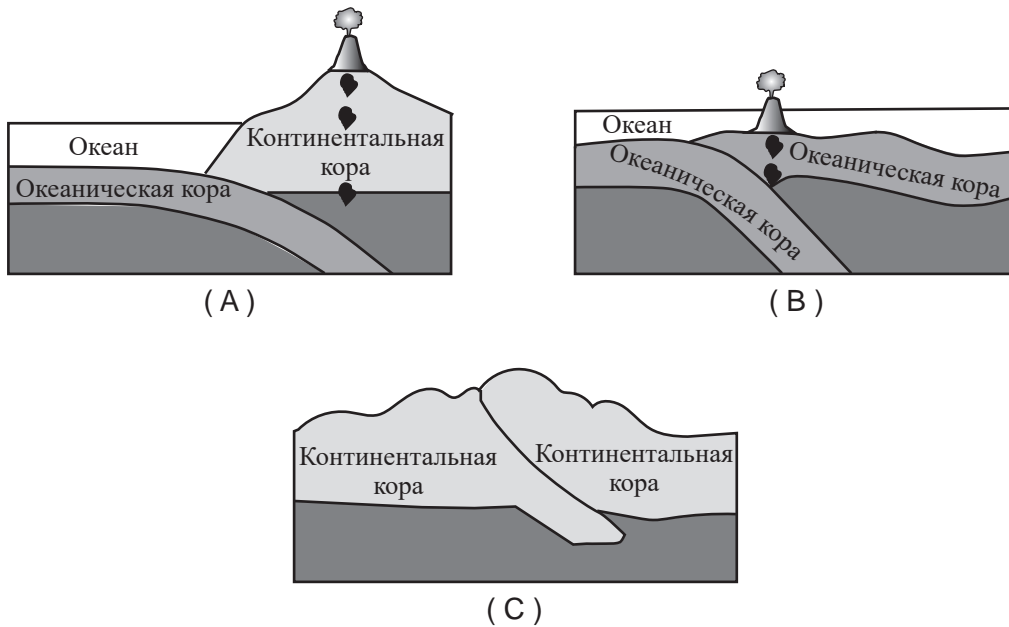 Океан
Континентальная
кора
Океаническая кора
( A )
Океан
Океаническая кора
Океаническая кора
( B )
Континентальная
кора
Континентальная
кора
( C )